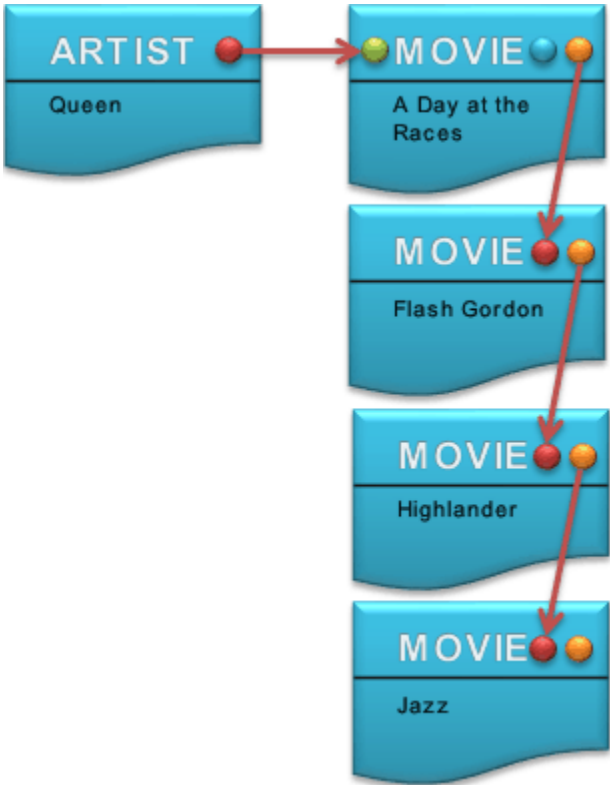 ARTIST
Queen
MOVIE
A Day at the
Races
MOVIE
Flash Gordon
MOVIE
Highlander
MOVIE
Jazz